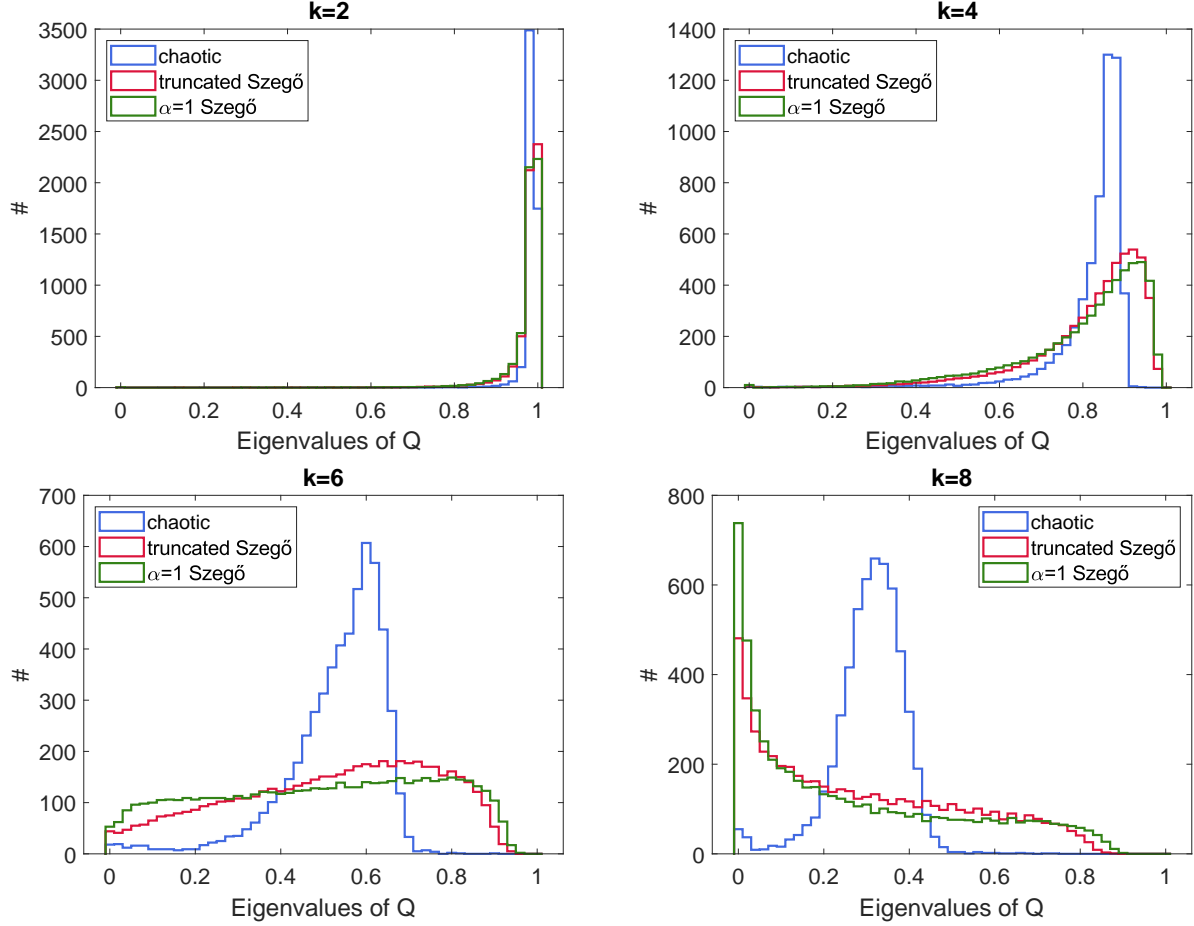 k=2
3500
3000
2500
2000
1500
1000
500
0
#
chaotic
truncated Szegő
α=1 Szegő
0 0.2 0.4 0.6 0.8 1
Eigenvalues of Q
k=4
1400
1200
1000
800
600
400
200
0
#
chaotic
truncated Szegő
α=1 Szegő
0 0.2 0.4 0.6 0.8 1
Eigenvalues of Q
k=6
700
600
500
400
300
200
100
0
#
chaotic
truncated Szegő
α=1 Szegő
0 0.2 0.4 0.6 0.8 1
Eigenvalues of Q
k=8
800
600
400
200
0
#
chaotic
truncated Szegő
α=1 Szegő
0 0.2 0.4 0.6 0.8 1
Eigenvalues of Q